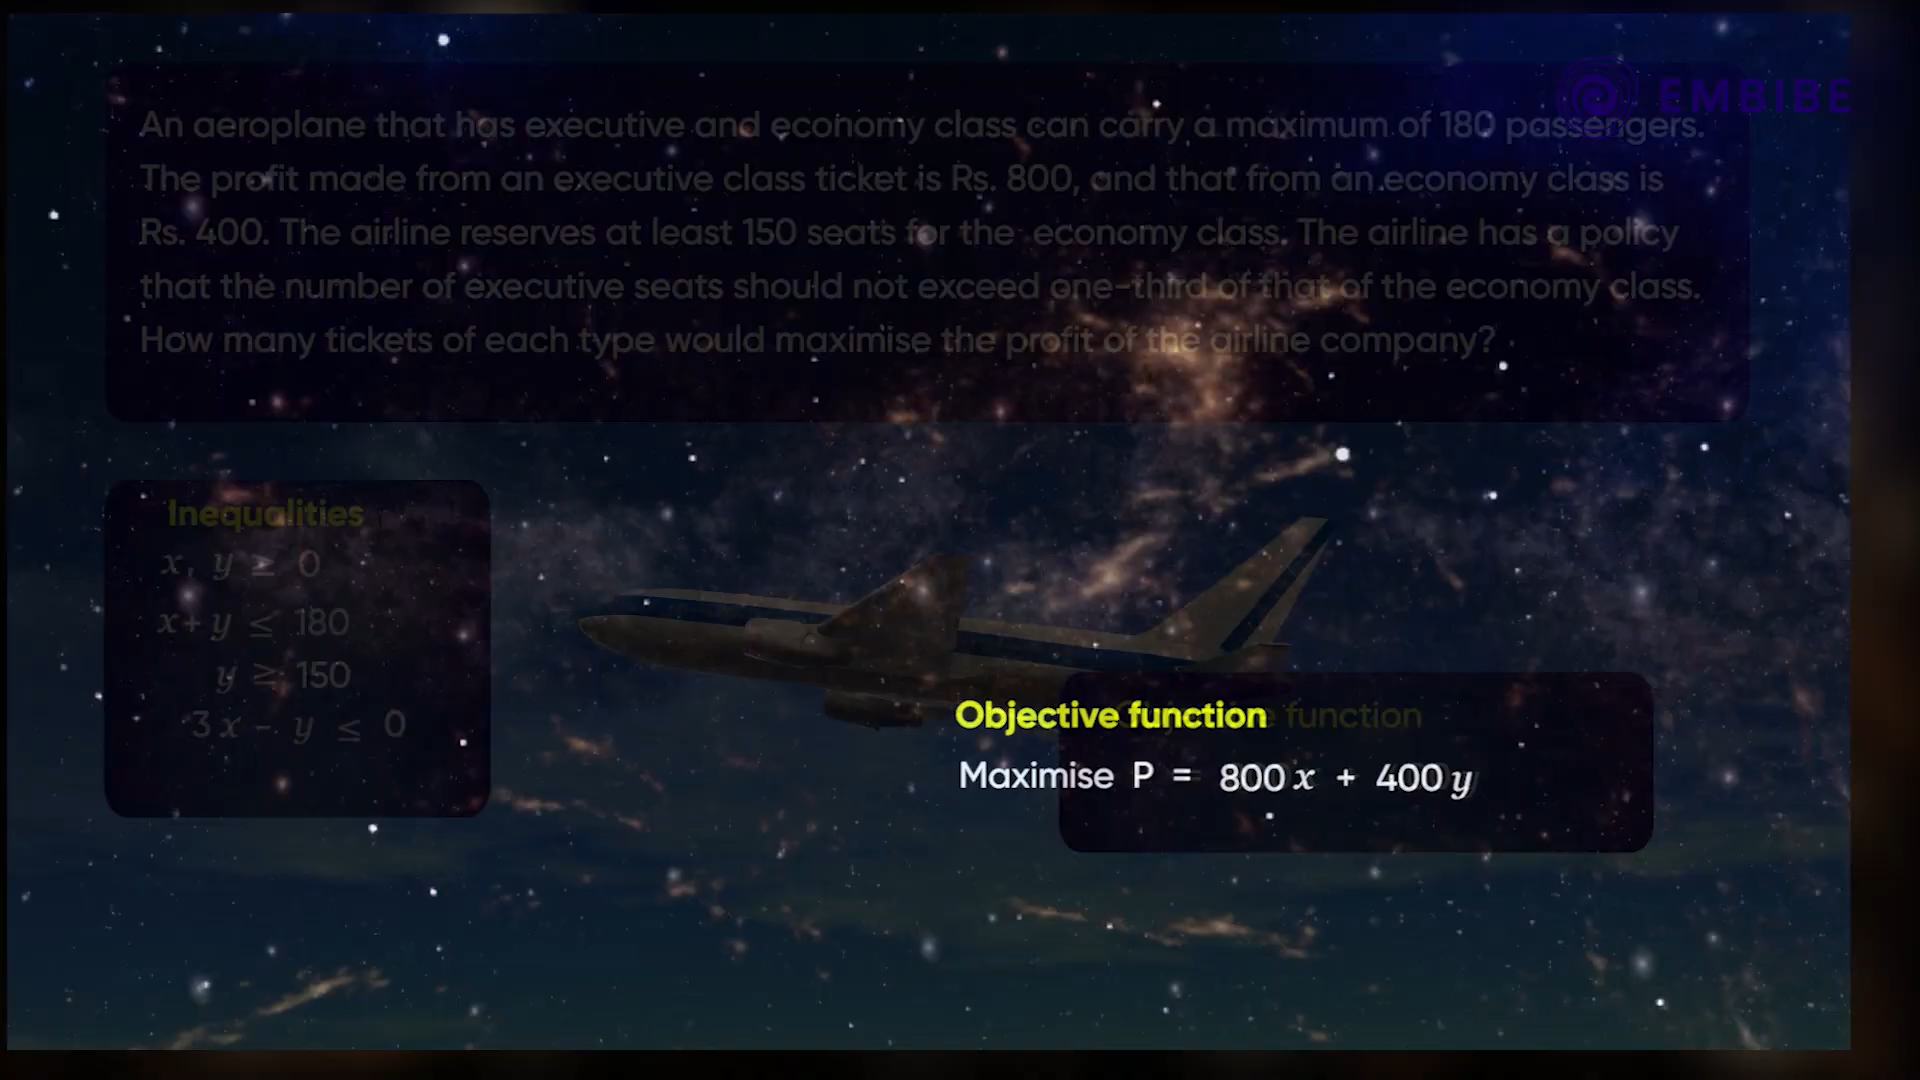 EMBIBE
An aeroplane that has executive and economy class can carry a maximum of 180 passengers.
The profit made from an executive class ticket is Rs. 800, and that from an economy class is
Rs. 400. The airline reserves at least 150 seats for the economy class. The airline has a policy
that the number of executive seats should not exceed one-third of that of the economy class.
How many tickets of each type would maximise the profit of the airline company?
Inequalities
x, y ≥ 0
x+ y ≤ 180
y ≥ 150
3x - y ≤ 0
Objective function
function
Maximise P = 800x + 400y